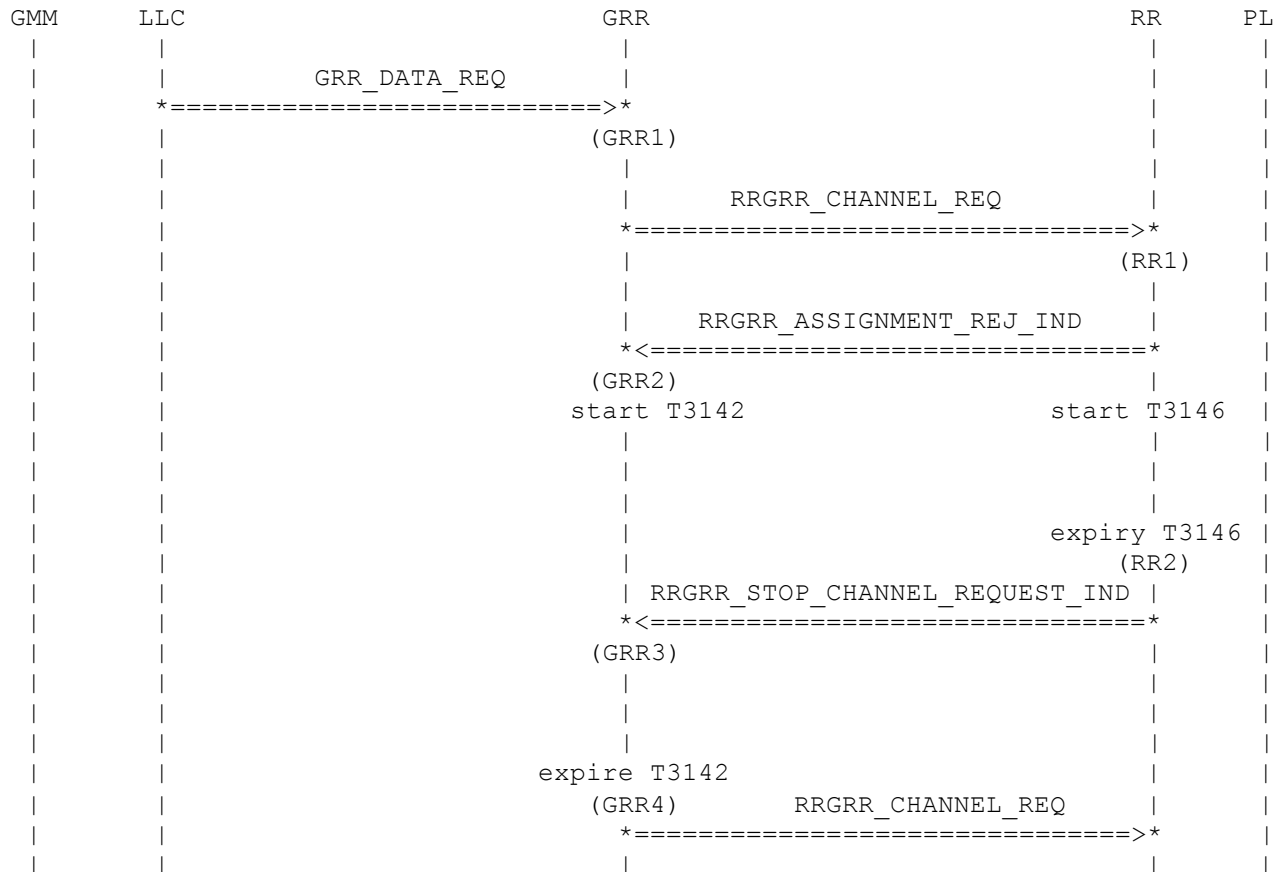 GMM LLC GRR RR PL
GRR_DATA_REQ
(GRR1)
RRGRR_CHANNEL_REQ
(RR1)
RRGRR_ASSIGNMENT_REJ_IND
(GRR2)
start T3142 start T3146
expiry T3146
(RR2)
RRGRR_STOP_CHANNEL_REQUEST_IND
(GRR3)
expire T3142
(GRR4) RRGRR_CHANNEL_REQ